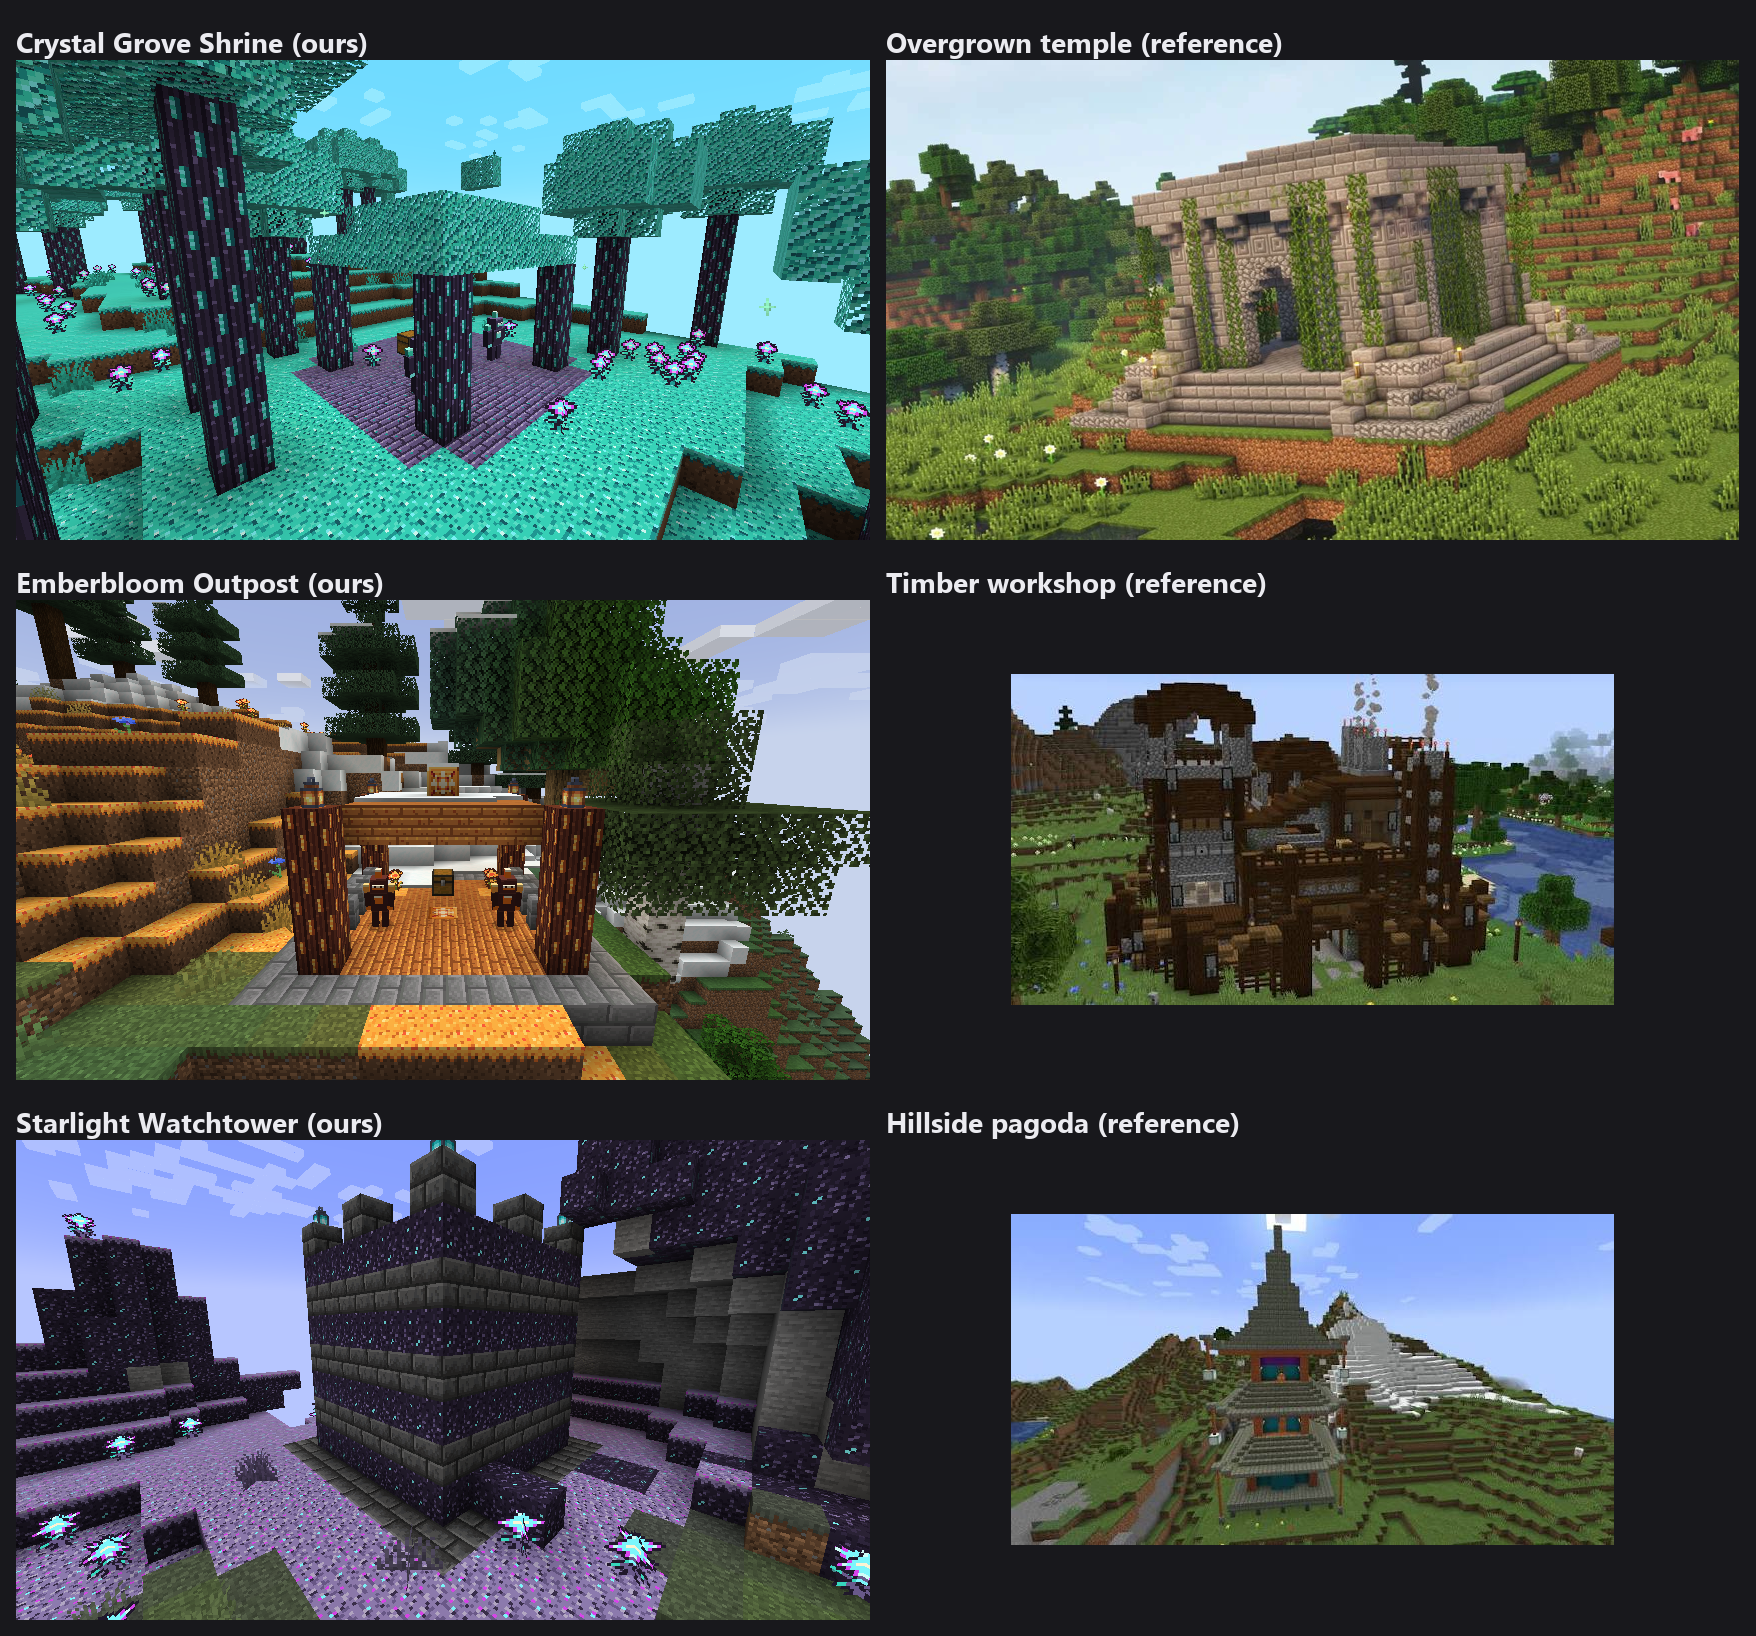 Crystal Grove Shrine (ours)
Overgrown temple (reference)
Emberbloom Outpost (ours)
Timber workshop (reference)
Starlight Watchtower (ours)
Hillside pagoda (reference)